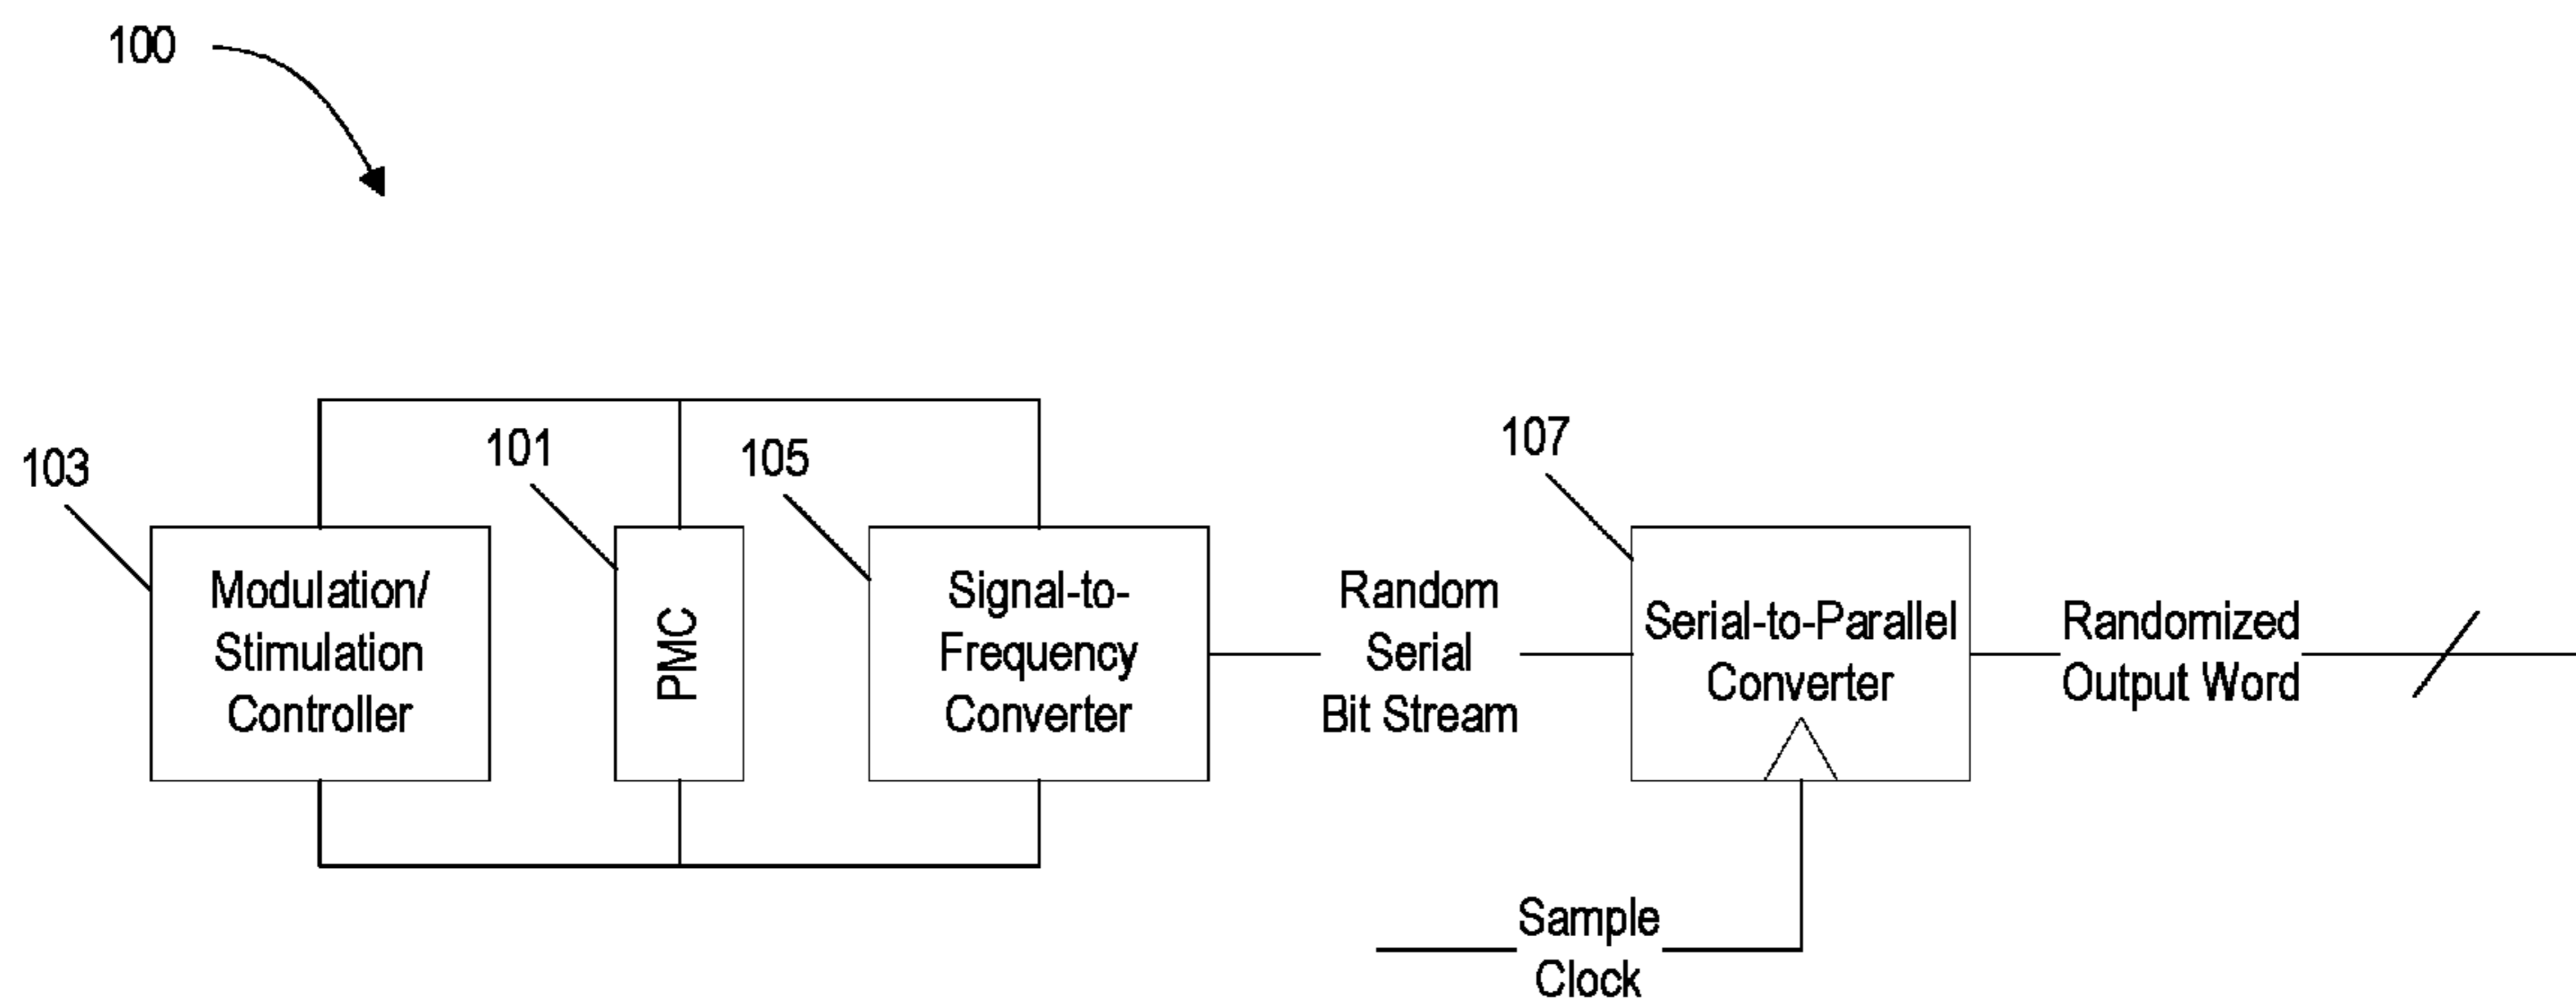 100
103
101
105
107
Modulation/
Stimulation
Controller
PMC
Signal-to-
Frequency
Converter
Random
Serial
Bit Stream
Serial-to-Parallel
Converter
Randomized
Output Word
Sample
Clock